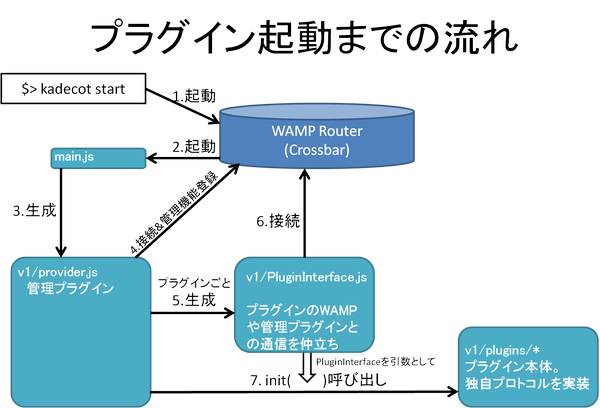 プラグイン起動までの流れ
$> kadecot start
1.起動
WAMP Router
(Crossbar)
2.起動
main.js
3.生成
4.接続&管理機能登録
6.接続
v1/provider.js
管理プラグイン
プラグインごと
5.生成
v1/PluginInterface.js
プラグインのWAMP
や管理プラグインと
の通信を仲立ち
PluginInterfaceを引数として
7. init( )呼び出し
v1/plugins/*
プラグイン本体。
独自プロトコルを実装